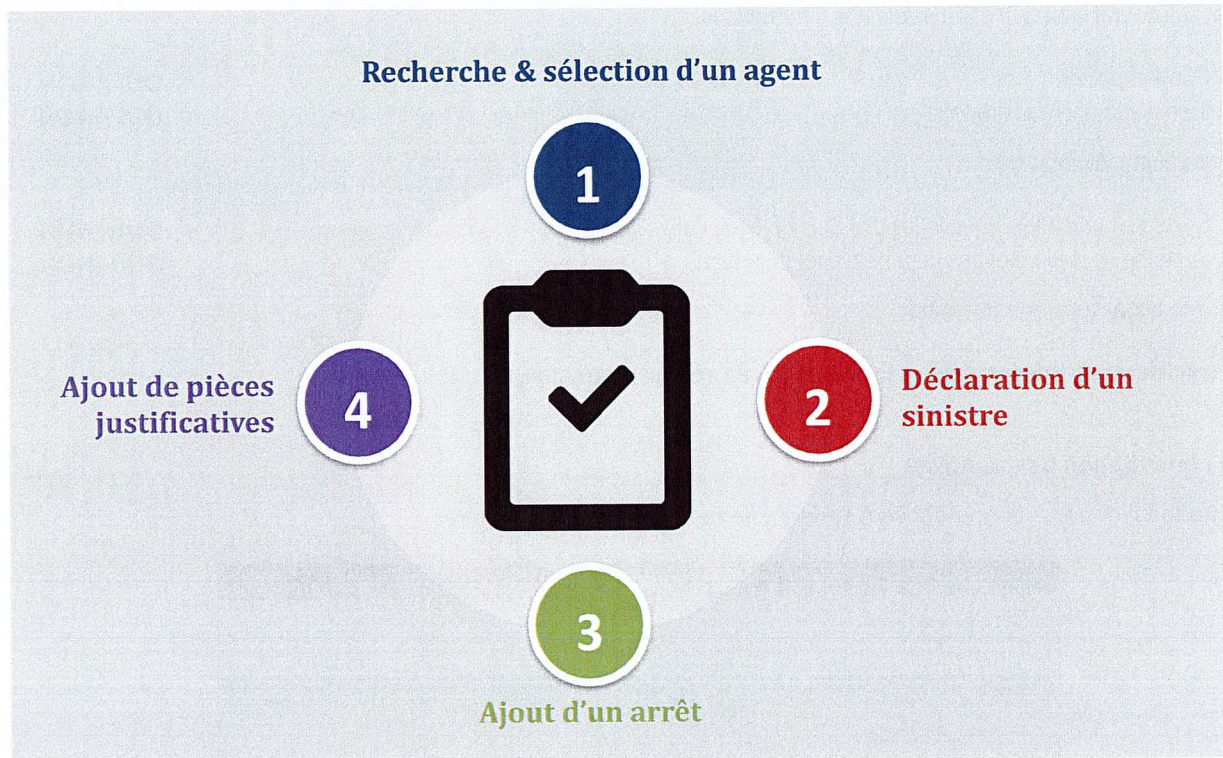 Recherche & sélection d'un agent
1
2
Déclaration d'un
sinistre
3
Ajout d'un arrêt
4
Ajout de pièces
justificatives